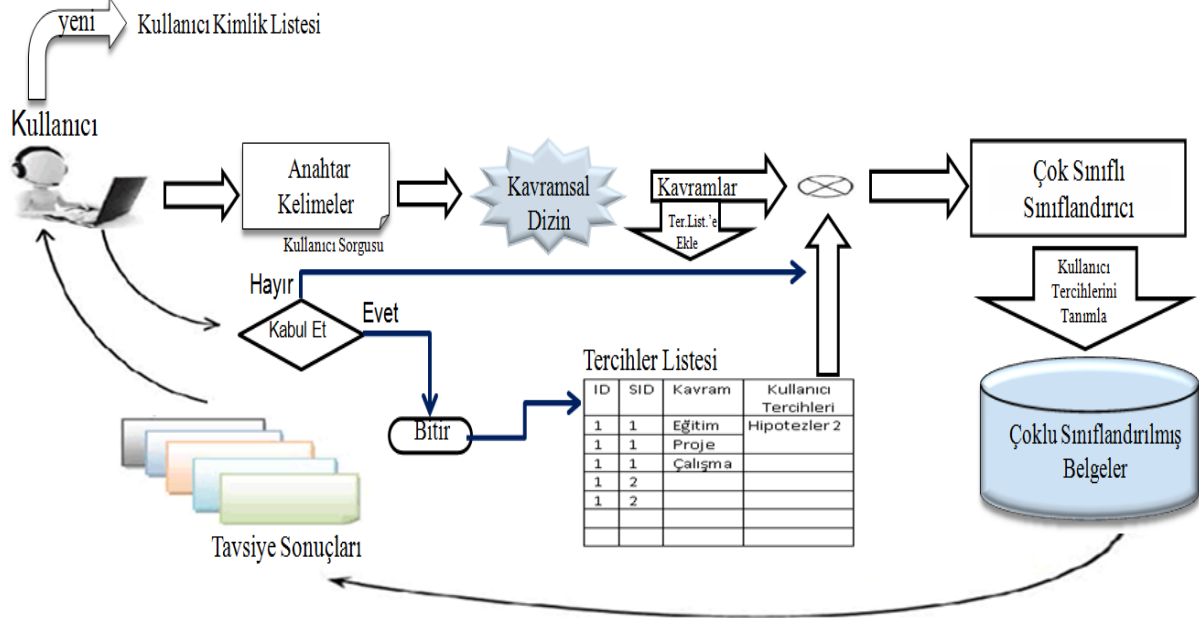 yeni
Kullanıcı Kimlik Listesi
Kullanıcı
Anahtar
Kelimeler
Kullanıcı Sorgusu
Kavramsal
Dizin
Kavramlar
Ter.List.'e
Ekle
Çok Sınıflı
Sınıflandırıcı
Kullanıcı
Tercihlerini
Tanımla
Hayır
Kabul Et
Evet
Bitir
Tercihler Listesi
ID SID Kavram Kullanıcı
Tercihleri
1 1 Eğitim Hipotezler 2
1 1 Proje
1 1 Çalışma
1 2
1 2
Çoklu Sınıflandırılmış
Belgeler
Tavsiye Sonuçları